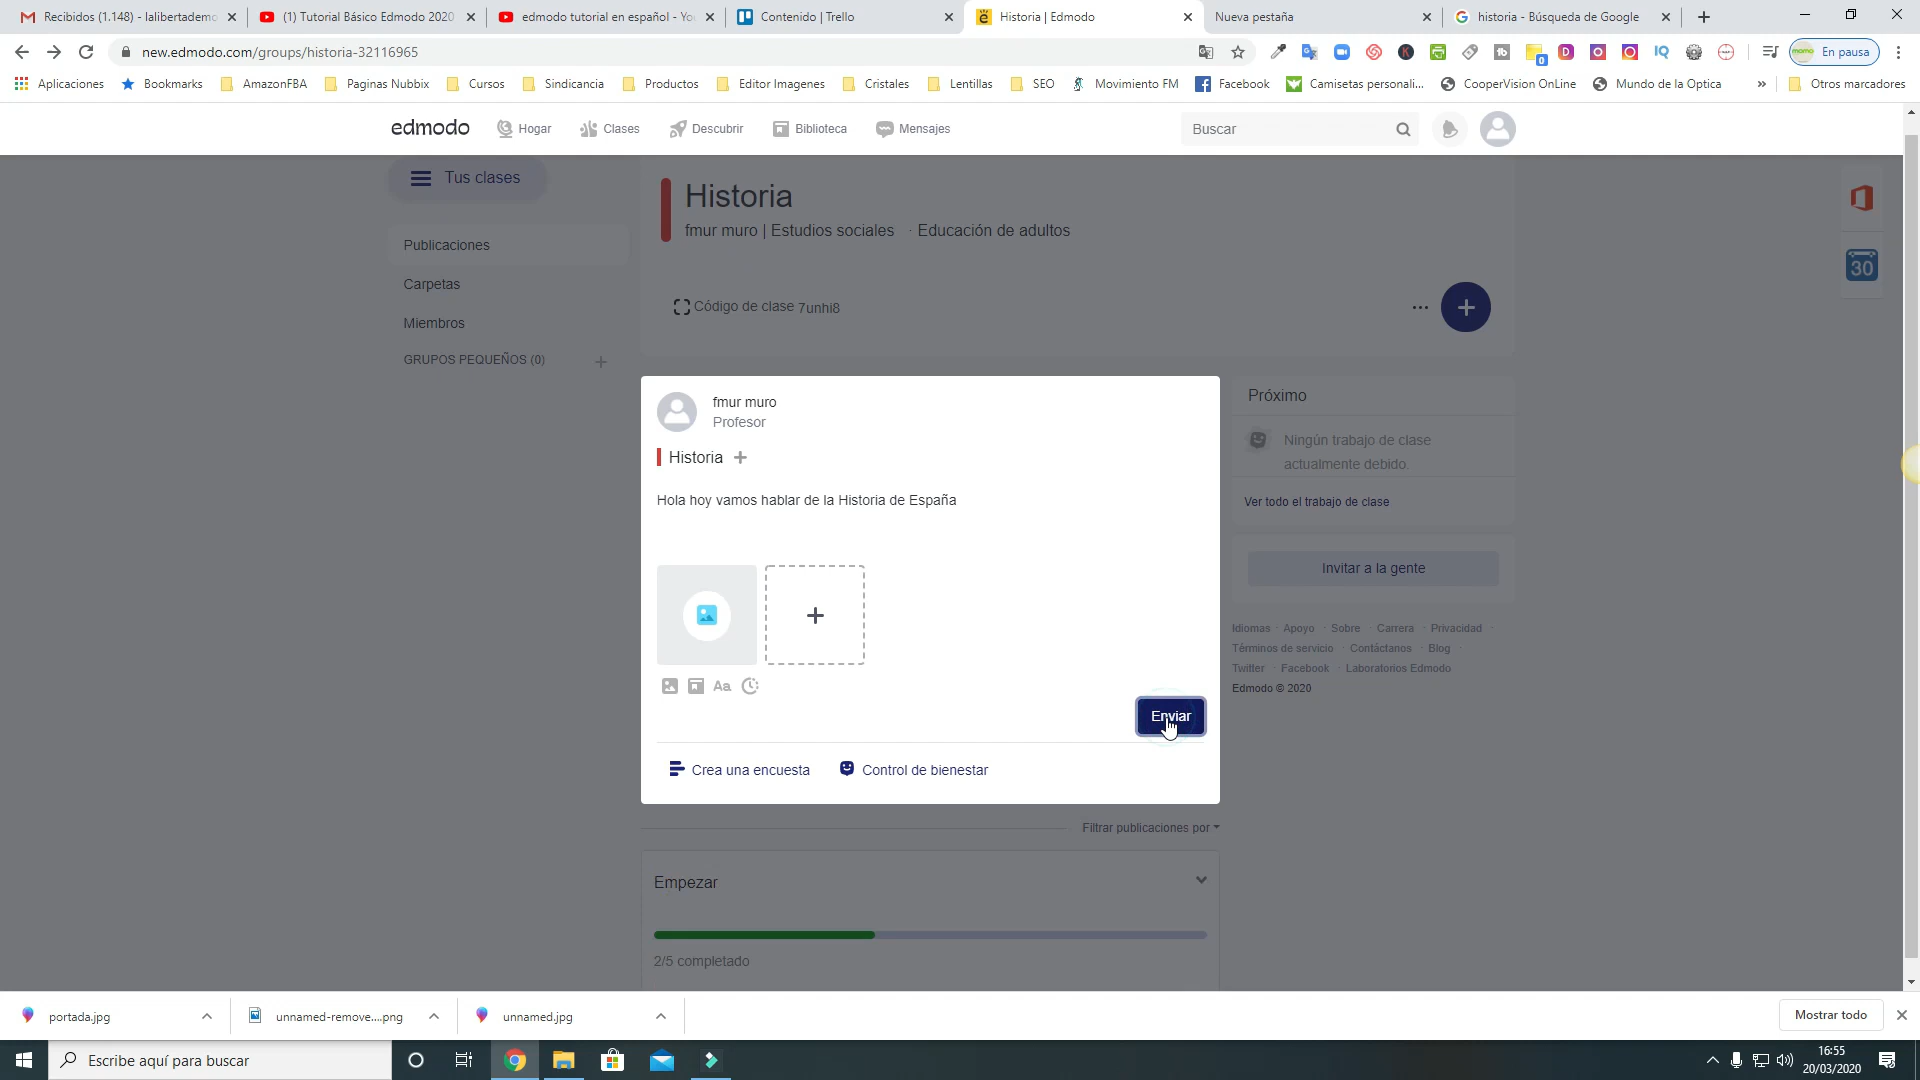 Recibidos (1.148) - lalibertademo
(1) Tutorial Básico Edmodo 2020
edmodo tutorial en español - You
Contenido | Trello
Historia | Edmodo
Nueva pestaña
historia - Búsqueda de Google
new.edmodo.com/groups/historia-32116965
En pausa
Aplicaciones
Bookmarks
AmazonFBA
Paginas Nubbix
Cursos
Sindicancia
Productos
Editor Imagenes
Cristales
Lentillas
SEO
Movimiento FM
Facebook
Camisetas personali...
CooperVision OnLine
Mundo de la Optica
»
Otros marcadores
edmodo
Hogar
Clases
Descubrir
Biblioteca
Mensajes
Buscar
Tus clases
Publicaciones
Carpetas
Miembros
GRUPOS PEQUEÑOS (0)
Historia
fmur muro | Estudios sociales · Educación de adultos
Código de clase 7unhi8
30
fmur muro
Profesor
Historia
Hola hoy vamos hablar de la Historia de España
Aa
Enviar
Crea una encuesta
Control de bienestar
Próximo
Ningún trabajo de clase
actualmente debido.
Ver todo el trabajo de clase
Invitar a la gente
Idiomas · Apoyo · Sobre · Carrera · Privacidad ·
Términos de servicio · Contáctanos · Blog ·
Twitter · Facebook · Laboratorios Edmodo
Edmodo © 2020
Filtrar publicaciones por
Empezar
2/5 completado
portada.jpg
unnamed-remove....png
unnamed.jpg
Mostrar todo
Escribe aquí para buscar
16:55
20/03/2020